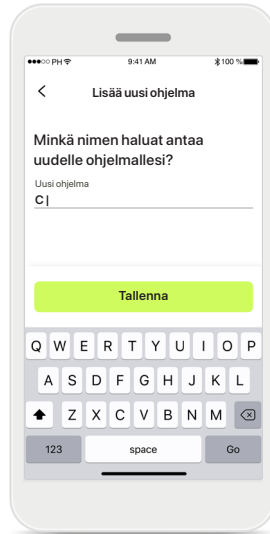 PH 9:41 AM 100 %
Lisää uusi ohjelma
Minkä nimen haluat antaa
uudelle ohjelmallesi?
Uusi ohjelma
C
Tallenna
Q W E R T Y U I O P
A S D F G H J K L
Z X C V B N M
123 space Go